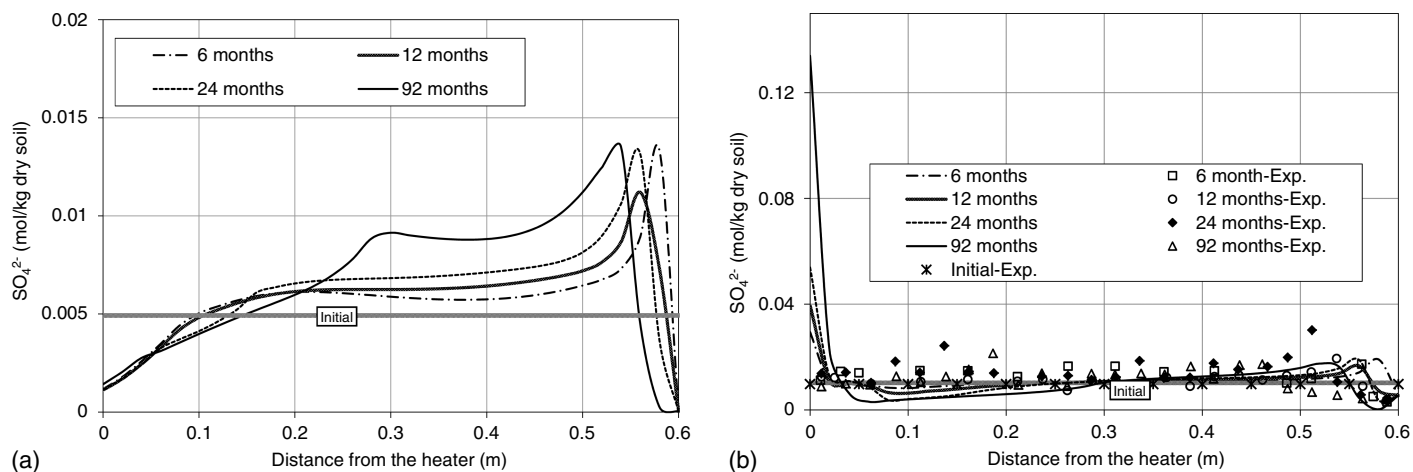 0.02
0.015
0.01
0.005
0
SO₄²⁻ (mol/kg dry soil)
6 months
12 months
24 months
92 months
Initial
0
0.1
0.2
0.3
0.4
0.5
0.6
Distance from the heater (m)
(a)
0.12
0.08
0.04
0
SO₄²⁻ (mol/kg dry soil)
6 months
6 month-Exp.
12 months
12 months-Exp.
24 months
24 months-Exp.
92 months
92 months-Exp.
Initial-Exp.
Initial
0
0.1
0.2
0.3
0.4
0.5
0.6
Distance from the heater (m)
(b)